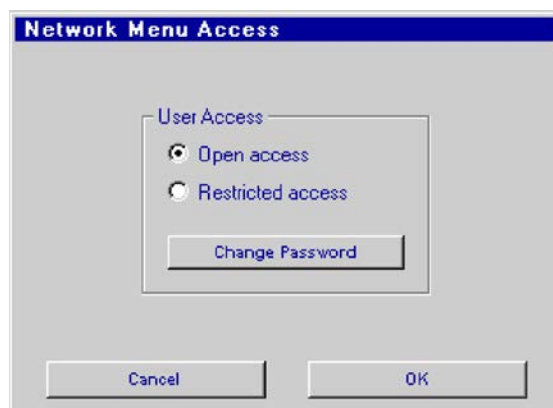 Network Menu Access
User Access
Open access
Restricted access
Change Password
Cancel
OK